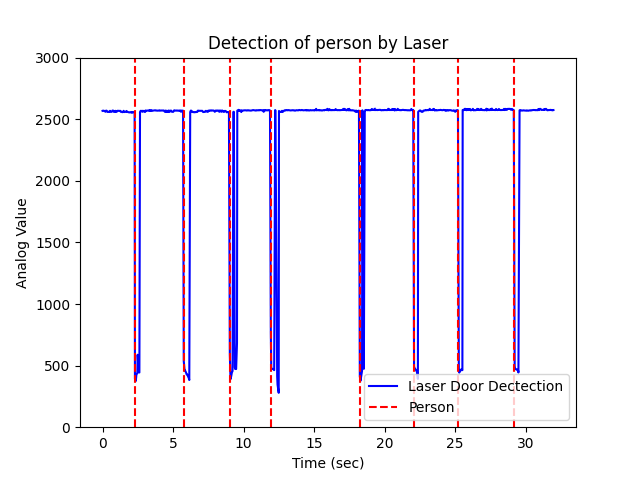 Detection of person by Laser
3000
2500
2000
1500
1000
500
0
Analog Value
0 5 10 15 20 25 30
Time (sec)
Laser Door Dectection
Person